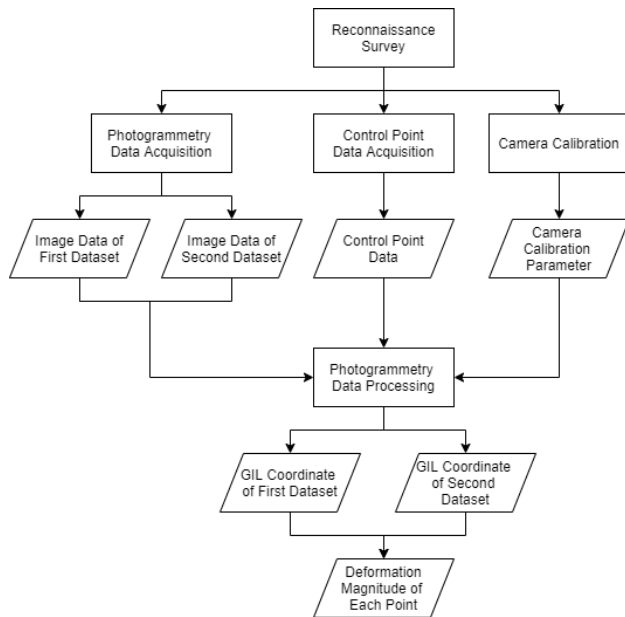 Reconnaissance
Survey
Photogrammetry
Data Acquisition
Control Point
Data Acquisition
Camera Calibration
Image Data of
First Dataset
Image Data of
Second Dataset
Control Point
Data
Camera
Calibration
Parameter
Photogrammetry
Data Processing
GIL Coordinate
of First Dataset
GIL Coordinate
of Second
Dataset
Deformation
Magnitude of
Each Point